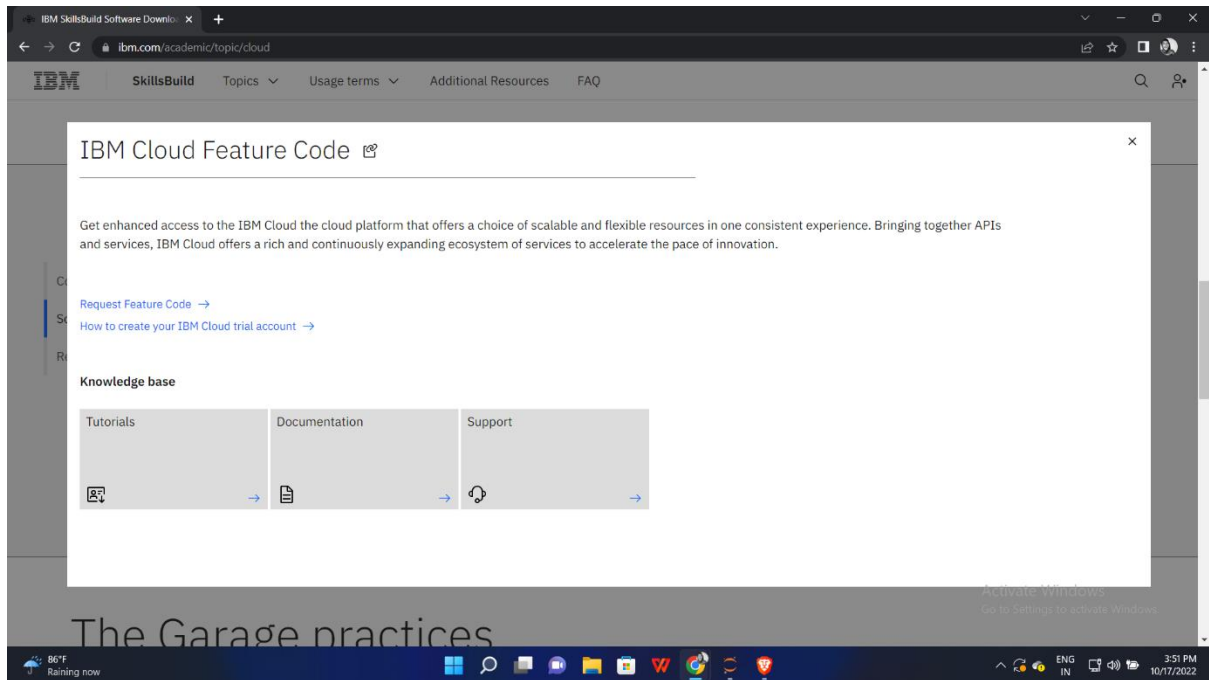 IBM SkillsBuild Software Downloa
ibm.com/academic/topic/cloud
IBM SkillsBuild Topics Usage terms Additional Resources FAQ
IBM Cloud Feature Code
Get enhanced access to the IBM Cloud the cloud platform that offers a choice of scalable and flexible resources in one consistent experience. Bringing together APIs
and services, IBM Cloud offers a rich and continuously expanding ecosystem of services to accelerate the pace of innovation.
Request Feature Code →
How to create your IBM Cloud trial account →
Knowledge base
Tutorials Documentation Support
Activate Windows
Go to Settings to activate Windows.
The Garage practices
86°F
Raining now
ENG
IN
3:51 PM
10/17/2022